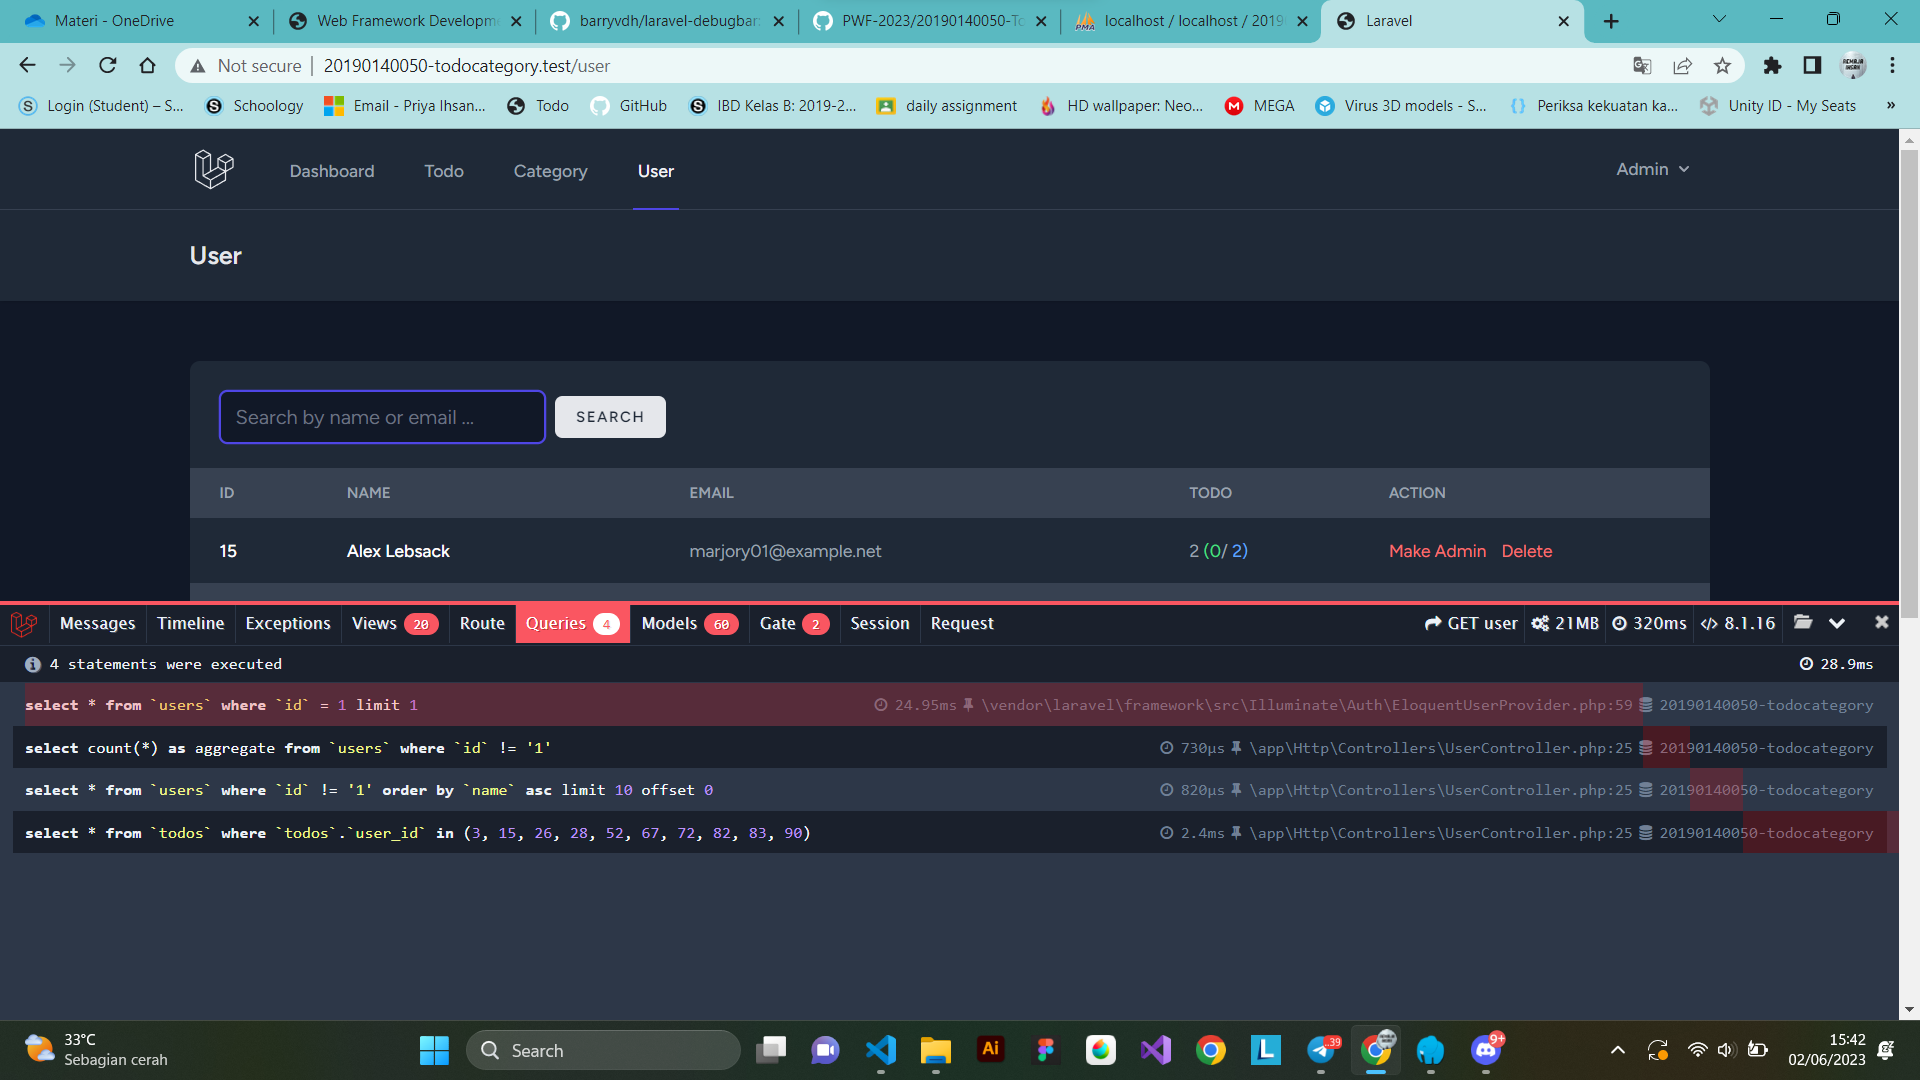 Materi - OneDrive
Web Framework Developme
barryvdh/laravel-debugbar:
PWF-2023/20190140050-To
localhost / localhost / 2019
Laravel
Not secure
20190140050-todocategory.test/user
Login (Student) – S...
Schoology
Email - Priya Ihsan...
Todo
GitHub
IBD Kelas B: 2019-2...
daily assignment
HD wallpaper: Neo...
MEGA
Virus 3D models - S...
Periksa kekuatan ka...
Unity ID - My Seats
»
Dashboard
Todo
Category
User
Admin
User
Search by name or email ...
SEARCH
ID NAME EMAIL TODO ACTION
15 Alex Lebsack marjory01@example.net 2 (0/ 2) Make Admin Delete
Messages
Timeline
Exceptions
Views 20
Route
Queries 4
Models 60
Gate 2
Session
Request
GET user
21MB
320ms
8.1.16
4 statements were executed
28.9ms
select * from `users` where `id` = 1 limit 1 24.95ms \vendor\laravel\framework\src\Illuminate\Auth\EloquentUserProvider.php:59 20190140050-todocategory
select count(*) as aggregate from `users` where `id` != '1' 730μs \app\Http\Controllers\UserController.php:25 20190140050-todocategory
select * from `users` where `id` != '1' order by `name` asc limit 10 offset 0 820μs \app\Http\Controllers\UserController.php:25 20190140050-todocategory
select * from `todos` where `todos`.`user_id` in (3, 15, 26, 28, 52, 67, 72, 82, 83, 90) 2.4ms \app\Http\Controllers\UserController.php:25 20190140050-todocategory
33°C
Sebagian cerah
Search
Ai
L
39
9+
15:42
02/06/2023